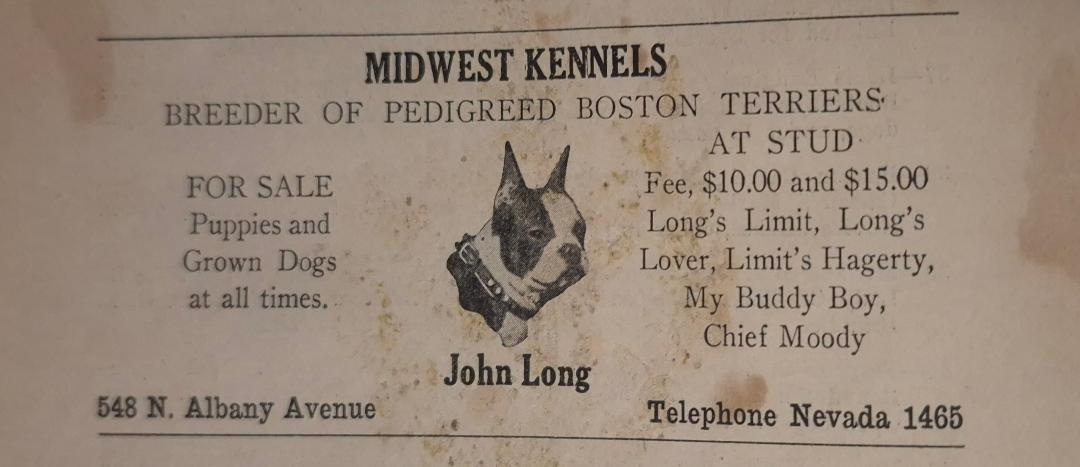 MIDWEST KENNELS
BREEDER OF PEDIGREED BOSTON TERRIERS
FOR SALE
Puppies and
Grown Dogs
at all times.
AT STUD
Fee, $10.00 and $15.00
Long's Limit, Long's
Lover, Limit's Hagerty,
My Buddy Boy,
Chief Moody
John Long
548 N. Albany Avenue
Telephone Nevada 1465